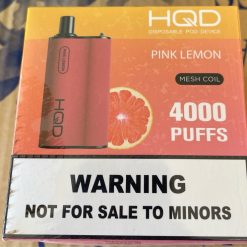 HQD
DISPOSABLE POD DEVICE
PINK LEMON
MESH COIL
HQD
4000
PUFFS
WARNING
NOT FOR SALE TO MINORS